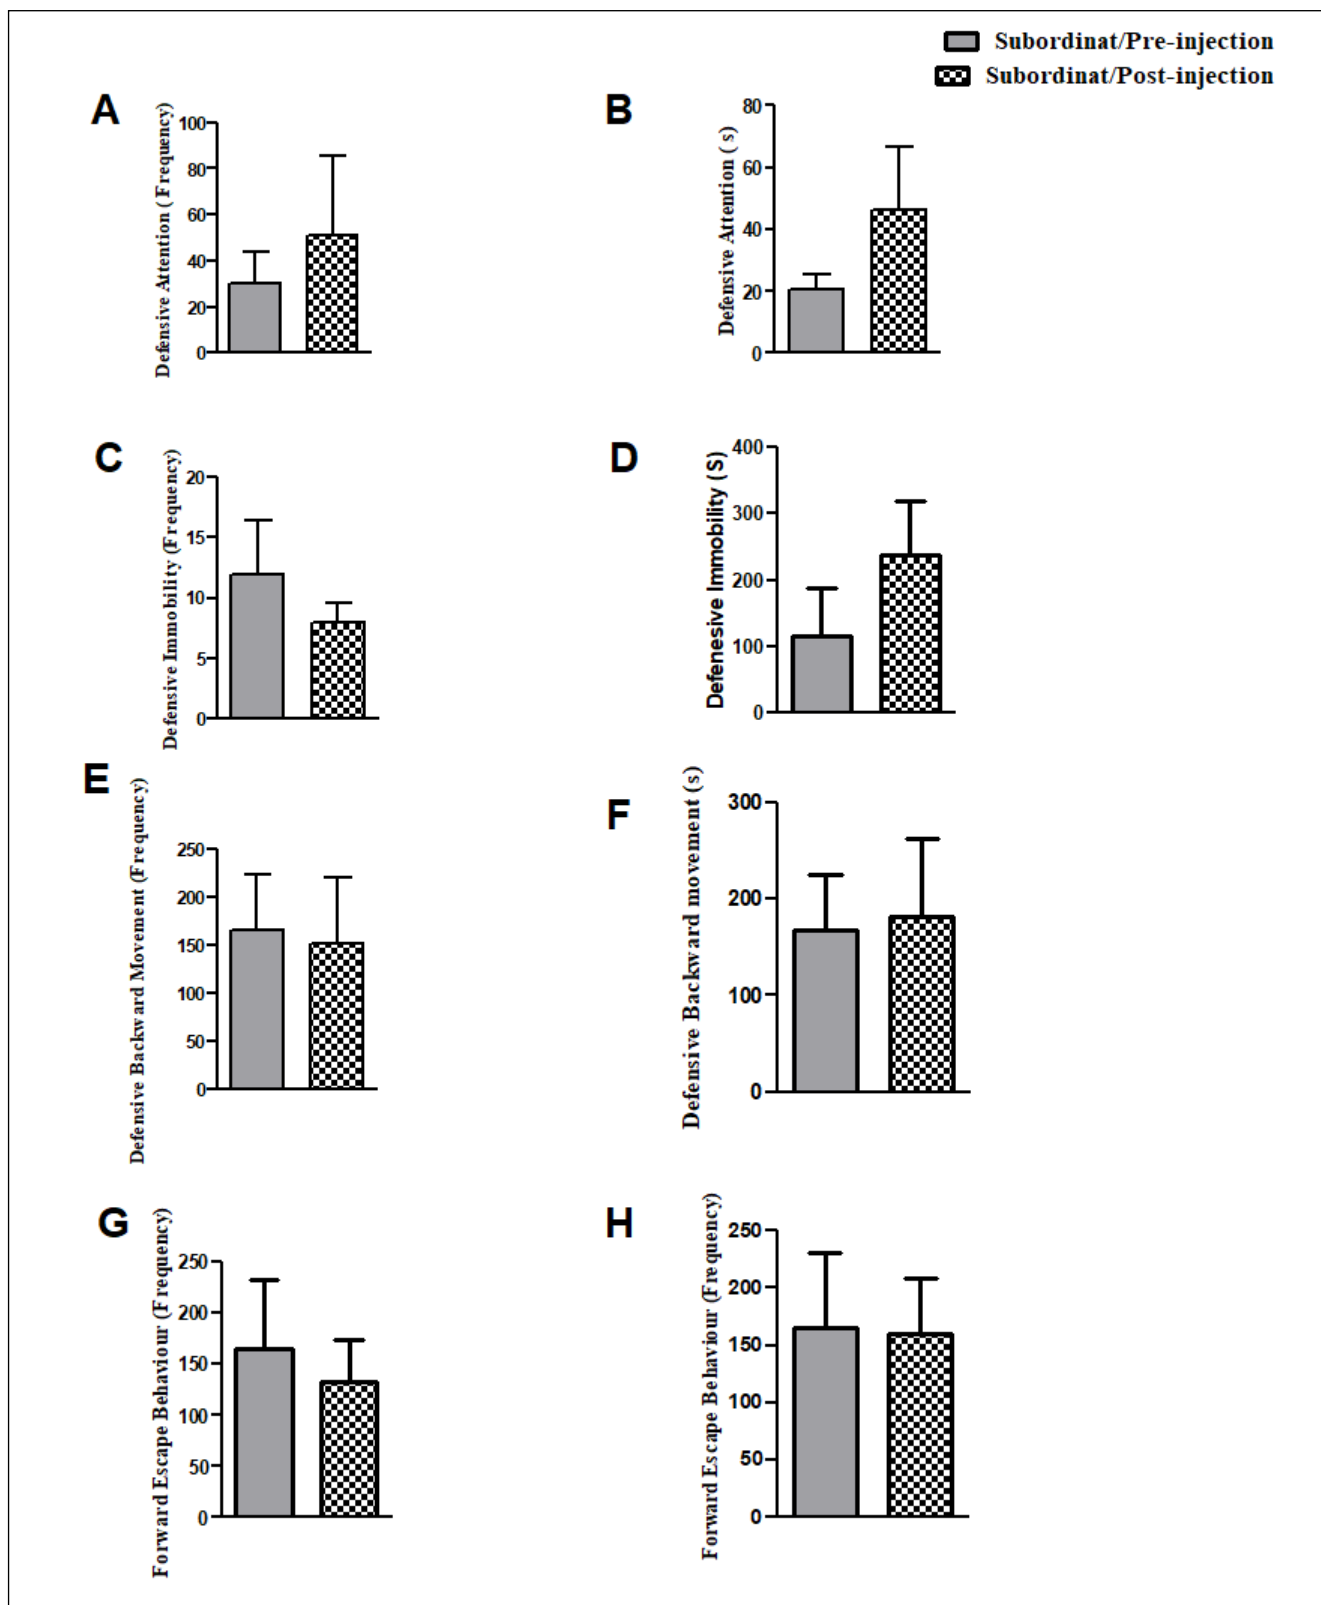 Subordinat/Pre-injection
Subordinat/Post-injection
A
Defensive Attention ( Frequency)
100
80
60
40
20
0
B
Defensive Attention ( s)
80
60
40
20
0
C
Defensive Immobility (Frequency)
20
15
10
5
0
D
Defenesive Immobility (S)
400
300
200
100
0
E
Defensive Backward Movement (Frequency)
250
200
150
100
50
0
F
Defensive Backward movement (s)
300
200
100
0
G
Forward Escape Behaviour (Frequency)
250
200
150
100
50
0
H
Forward Escape Behaviour (Frequency)
250
200
150
100
50
0